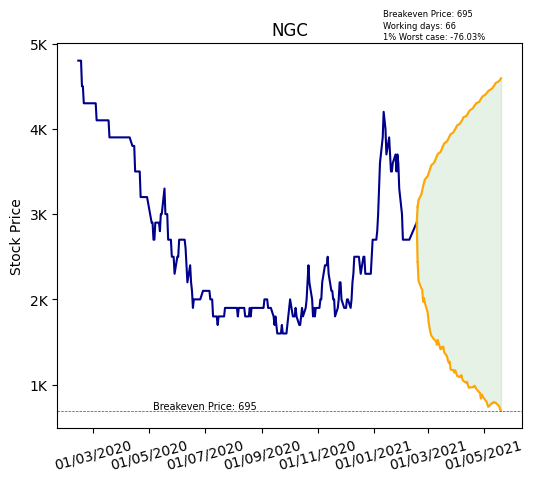 Breakeven Price: 695
Working days: 66
1% Worst case: -76.03%
NGC
5K
4K
3K
2K
1K
Stock Price
Breakeven Price: 695
01/03/2020 01/05/2020 01/07/2020 01/09/2020 01/11/2020 01/01/2021 01/03/2021 01/05/2021